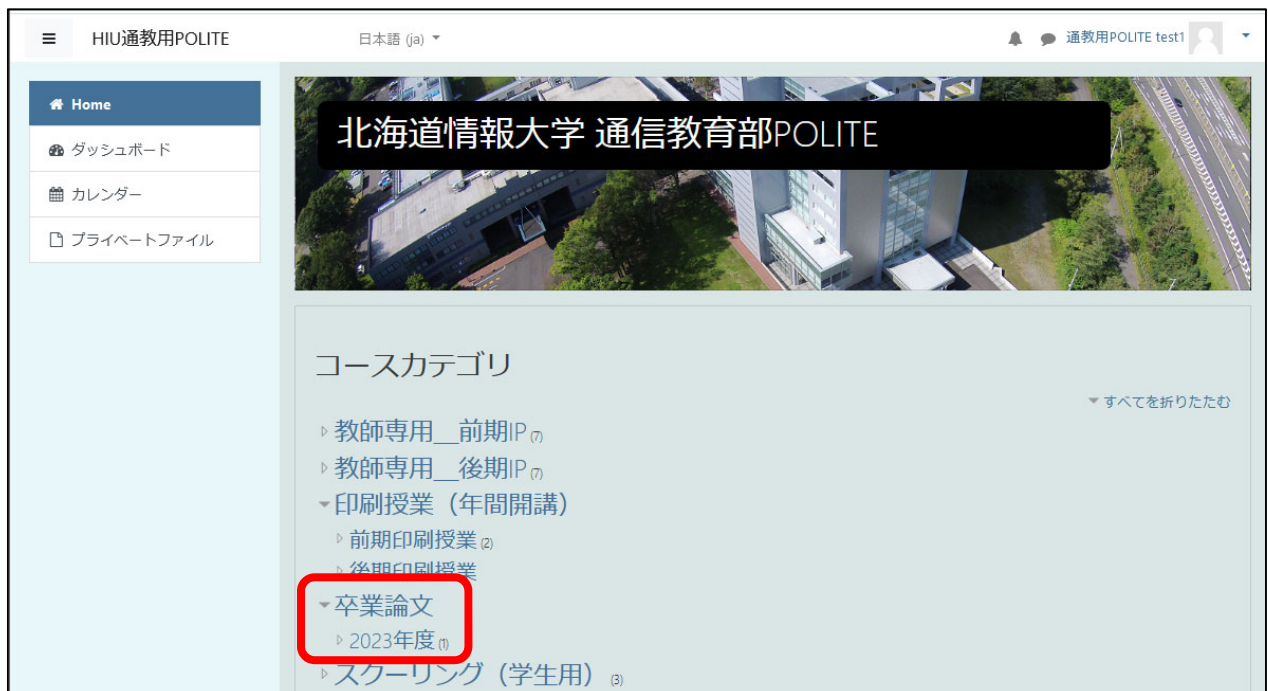 HIU通教用POLITE
日本語 (ja)
通教用POLITE test1
Home
ダッシュボード
カレンダー
プライベートファイル
北海道情報大学 通信教育部POLITE
コースカテゴリ
すべてを折りたたむ
教師専用__前期IP (7)
教師専用__後期IP (7)
印刷授業（年間開講）
前期印刷授業 (2)
後期印刷授業
卒業論文
2023年度 (1)
スクーリング（学生用） (3)